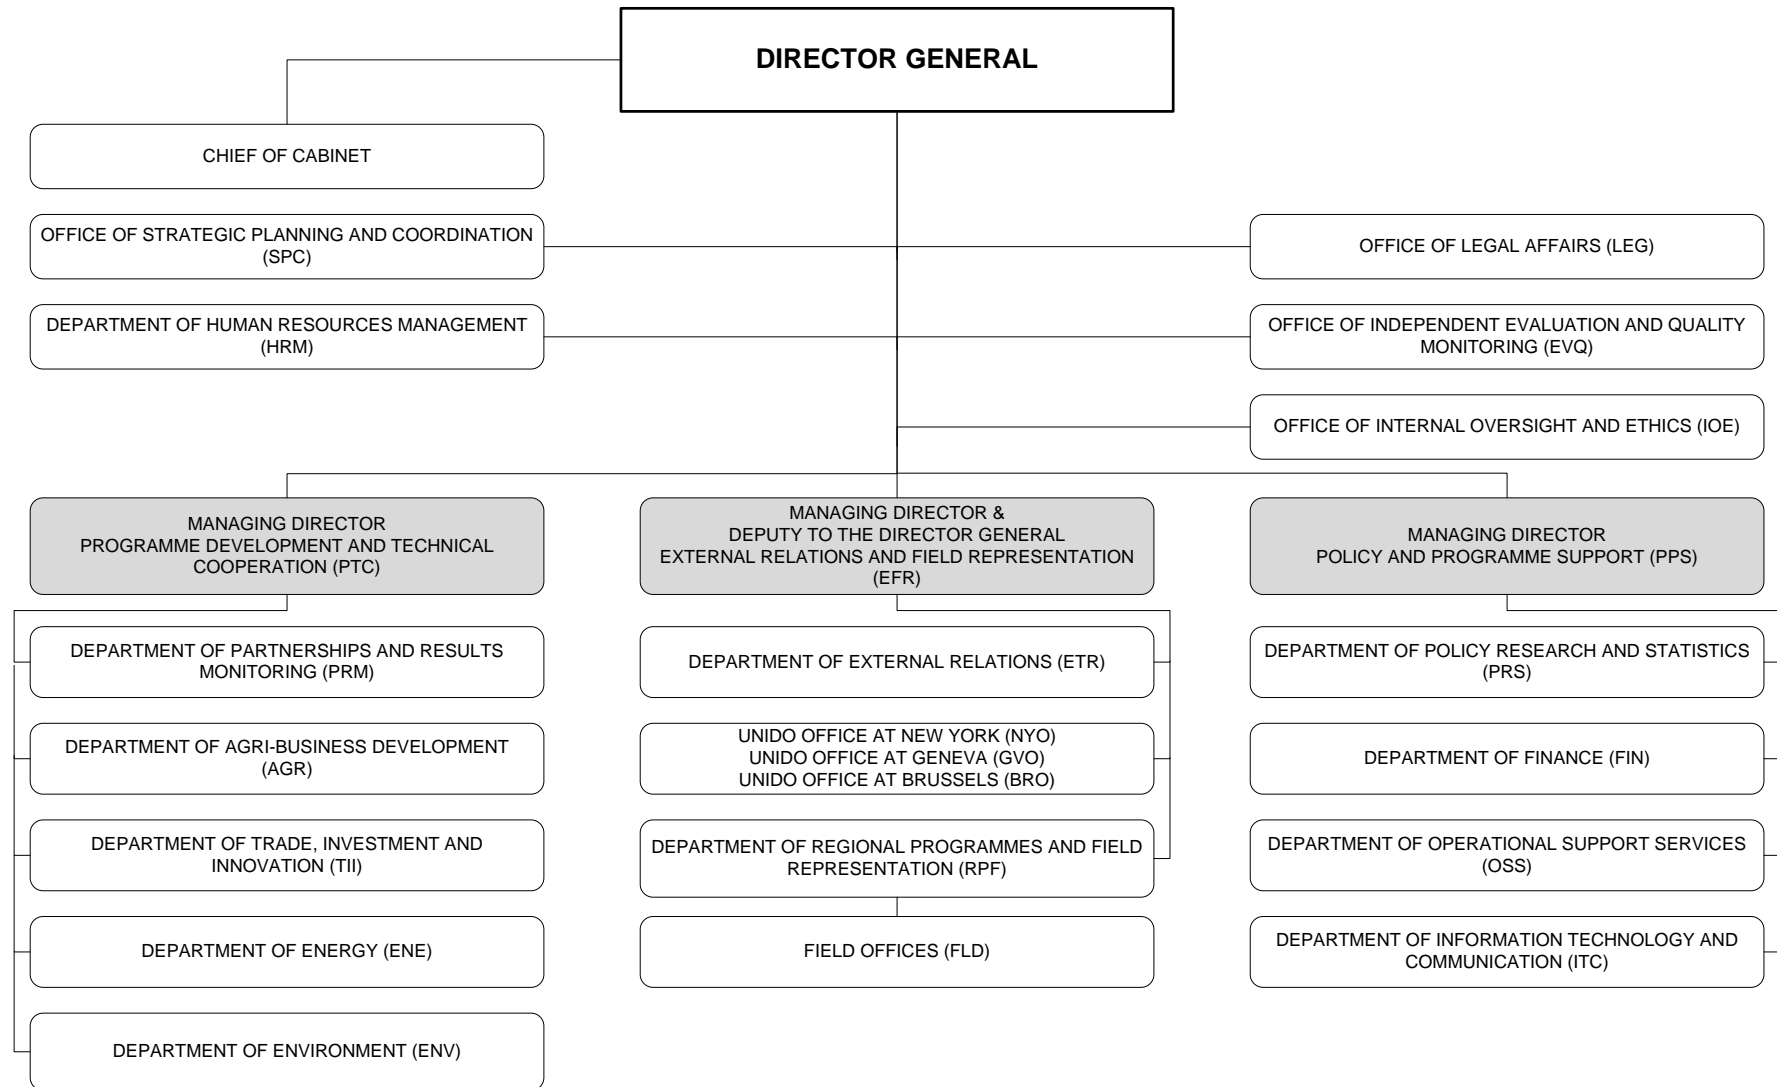 DIRECTOR GENERAL
CHIEF OF CABINET
OFFICE OF STRATEGIC PLANNING AND COORDINATION
(SPC)
OFFICE OF LEGAL AFFAIRS (LEG)
DEPARTMENT OF HUMAN RESOURCES MANAGEMENT
(HRM)
OFFICE OF INDEPENDENT EVALUATION AND QUALITY
MONITORING (EVQ)
OFFICE OF INTERNAL OVERSIGHT AND ETHICS (IOE)
MANAGING DIRECTOR
PROGRAMME DEVELOPMENT AND TECHNICAL
COOPERATION (PTC)
MANAGING DIRECTOR &
DEPUTY TO THE DIRECTOR GENERAL
EXTERNAL RELATIONS AND FIELD REPRESENTATION
(EFR)
MANAGING DIRECTOR
POLICY AND PROGRAMME SUPPORT (PPS)
DEPARTMENT OF PARTNERSHIPS AND RESULTS
MONITORING (PRM)
DEPARTMENT OF AGRI-BUSINESS DEVELOPMENT
(AGR)
DEPARTMENT OF TRADE, INVESTMENT AND
INNOVATION (TII)
DEPARTMENT OF ENERGY (ENE)
DEPARTMENT OF ENVIRONMENT (ENV)
DEPARTMENT OF EXTERNAL RELATIONS (ETR)
UNIDO OFFICE AT NEW YORK (NYO)
UNIDO OFFICE AT GENEVA (GVO)
UNIDO OFFICE AT BRUSSELS (BRO)
DEPARTMENT OF REGIONAL PROGRAMMES AND FIELD
REPRESENTATION (RPF)
FIELD OFFICES (FLD)
DEPARTMENT OF POLICY RESEARCH AND STATISTICS
(PRS)
DEPARTMENT OF FINANCE (FIN)
DEPARTMENT OF OPERATIONAL SUPPORT SERVICES
(OSS)
DEPARTMENT OF INFORMATION TECHNOLOGY AND
COMMUNICATION (ITC)